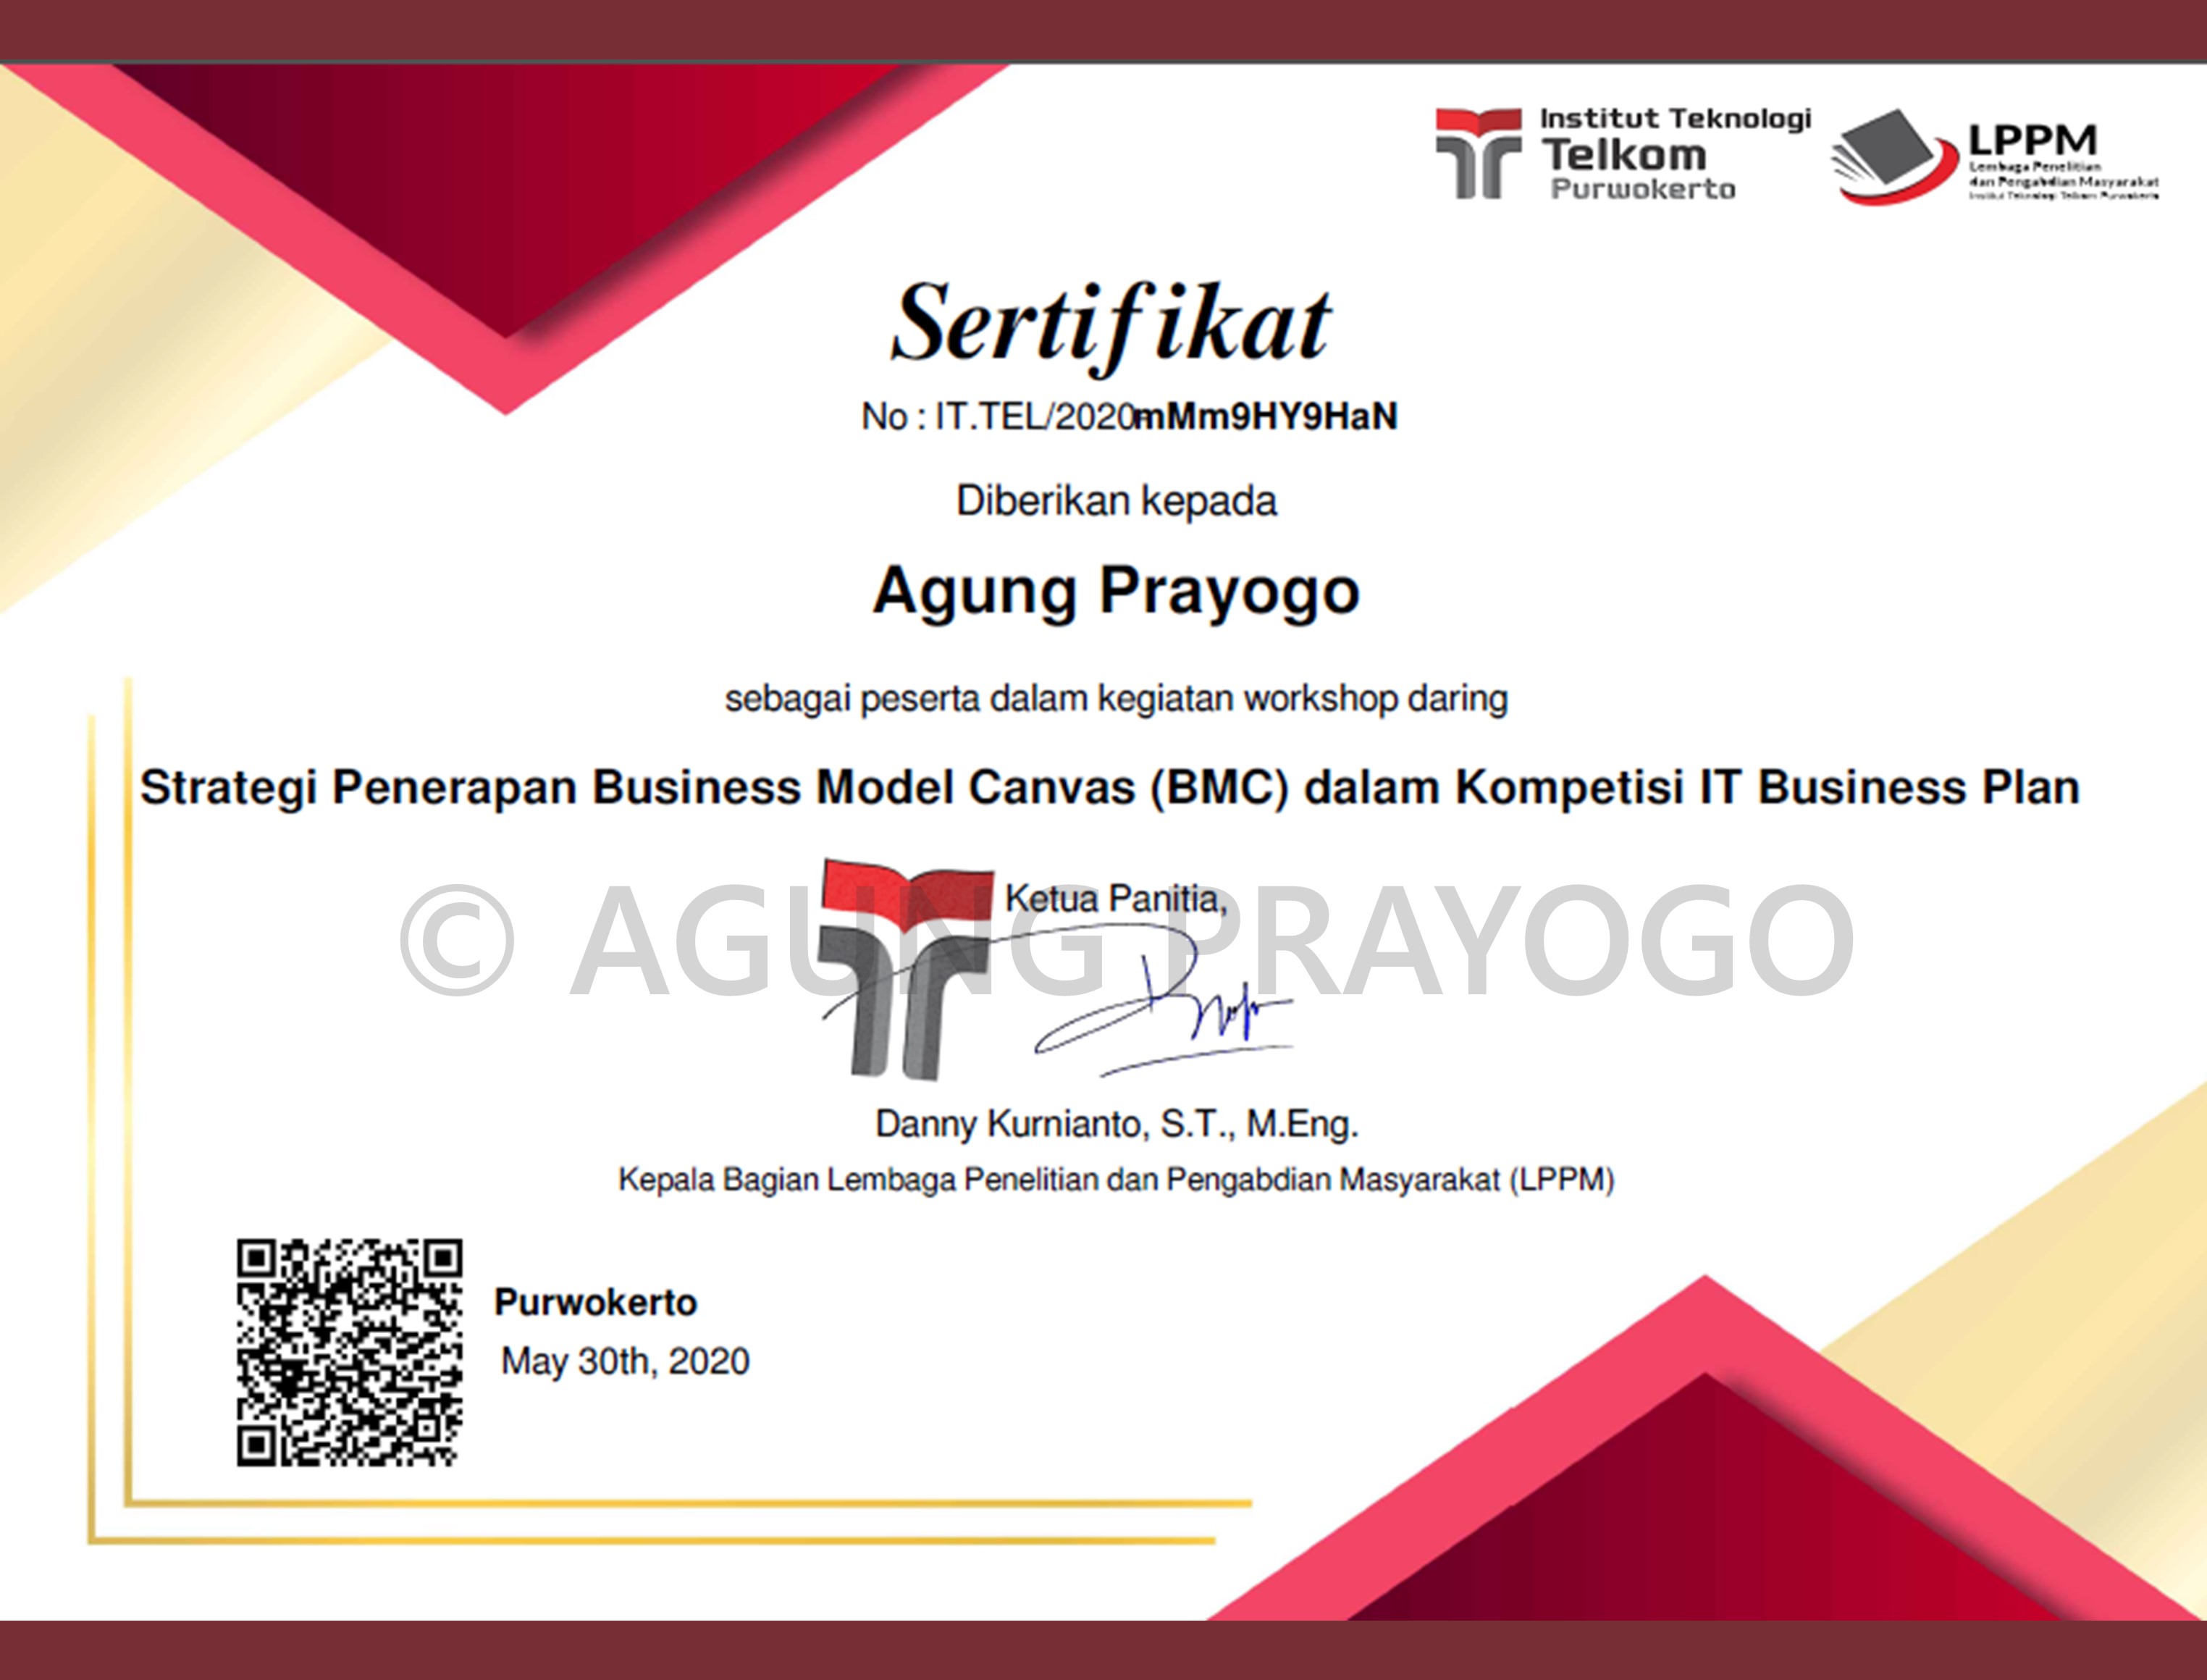 Institut Teknologi
Telkom
Purwokerto
LPPM
Lembaga Penelitian
dan Pengabdian Masyarakat
Institut Teknologi Telkom Purwokerto
Sertifikat
No : IT.TEL/2020mMm9HY9HaN
Diberikan kepada
Agung Prayogo
sebagai peserta dalam kegiatan workshop daring
Strategi Penerapan Business Model Canvas (BMC) dalam Kompetisi IT Business Plan
Ketua Panitia,
© AGUNG PRAYOGO
Danny Kurnianto, S.T., M.Eng.
Kepala Bagian Lembaga Penelitian dan Pengabdian Masyarakat (LPPM)
Purwokerto
May 30th, 2020